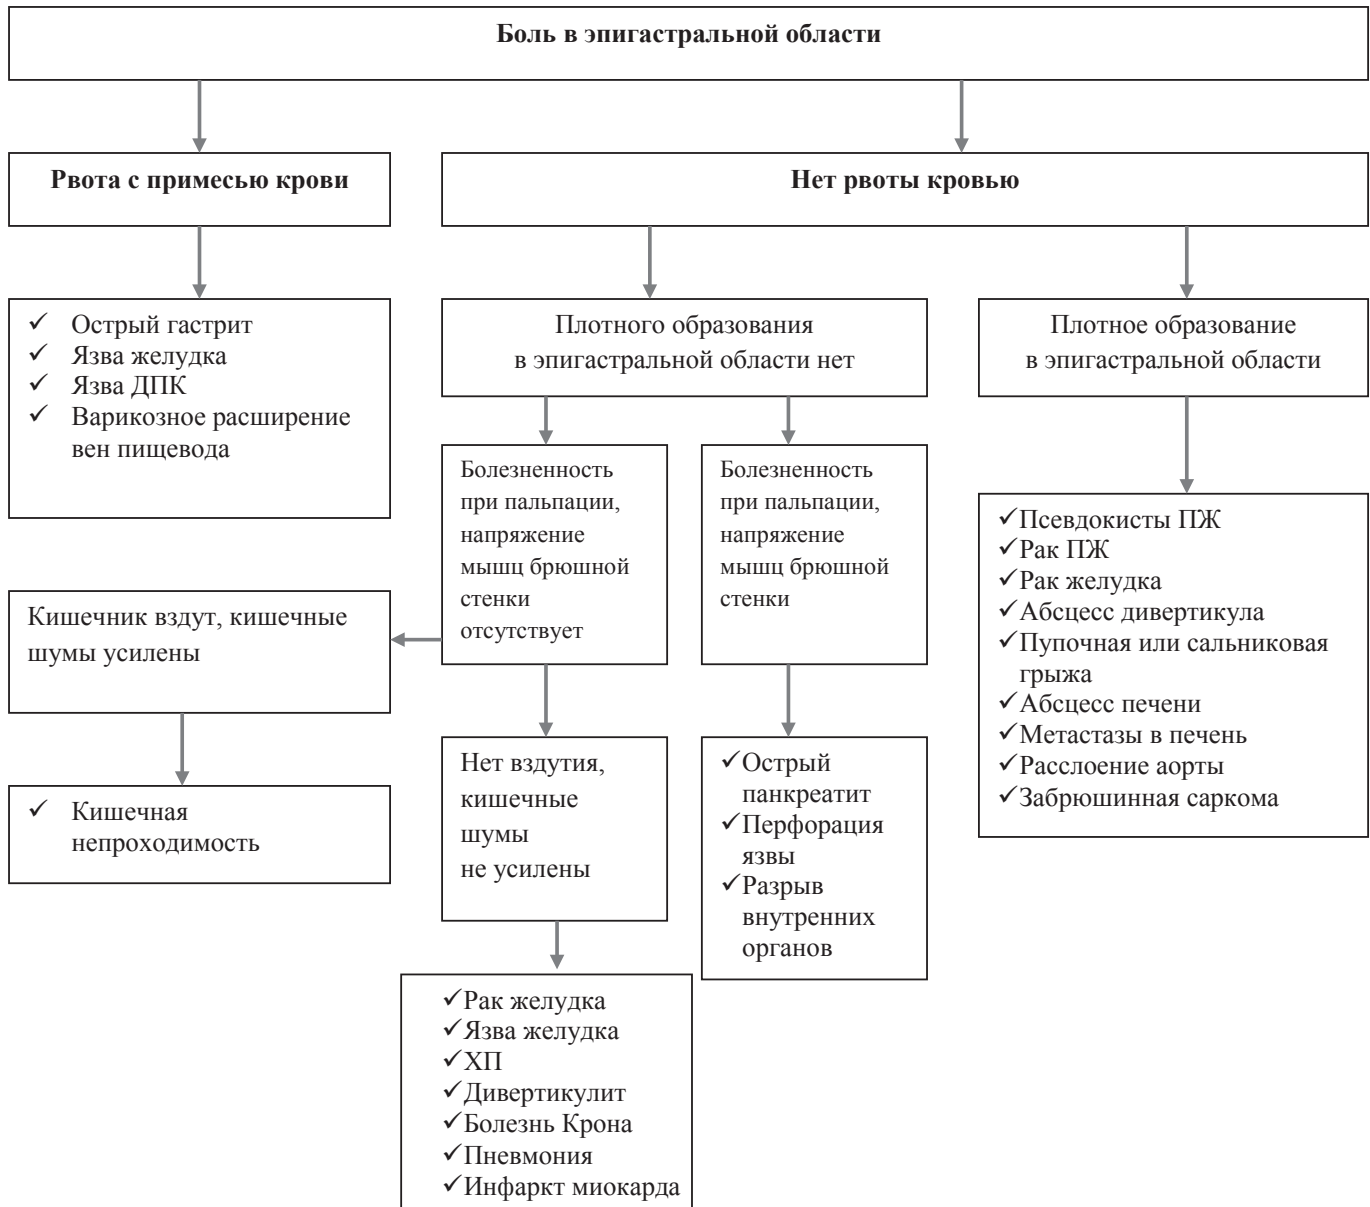 Боль в эпигастральной области
Рвота с примесью крови
Нет рвоты кровью
✓ Острый гастрит
✓ Язва желудка
✓ Язва ДПК
✓ Варикозное расширение
вен пищевода
Плотного образования
в эпигастральной области нет
Плотное образование
в эпигастральной области
Болезненность
при пальпации,
напряжение
мышц брюшной
стенки
отсутствует
Болезненность
при пальпации,
напряжение
мышц брюшной
стенки
✓Псевдокисты ПЖ
✓Рак ПЖ
✓Рак желудка
✓Абсцесс дивертикула
✓Пупочная или сальниковая
грыжа
✓Абсцесс печени
✓Метастазы в печень
✓Расслоение аорты
✓Забрюшинная саркома
Кишечник вздут, кишечные
шумы усилены
✓ Кишечная
непроходимость
Нет вздутия,
кишечные
шумы
не усилены
✓Острый
панкреатит
✓Перфорация
язвы
✓Разрыв
внутренних
органов
✓Рак желудка
✓Язва желудка
✓ХП
✓Дивертикулит
✓Болезнь Крона
✓Пневмония
✓Инфаркт миокарда